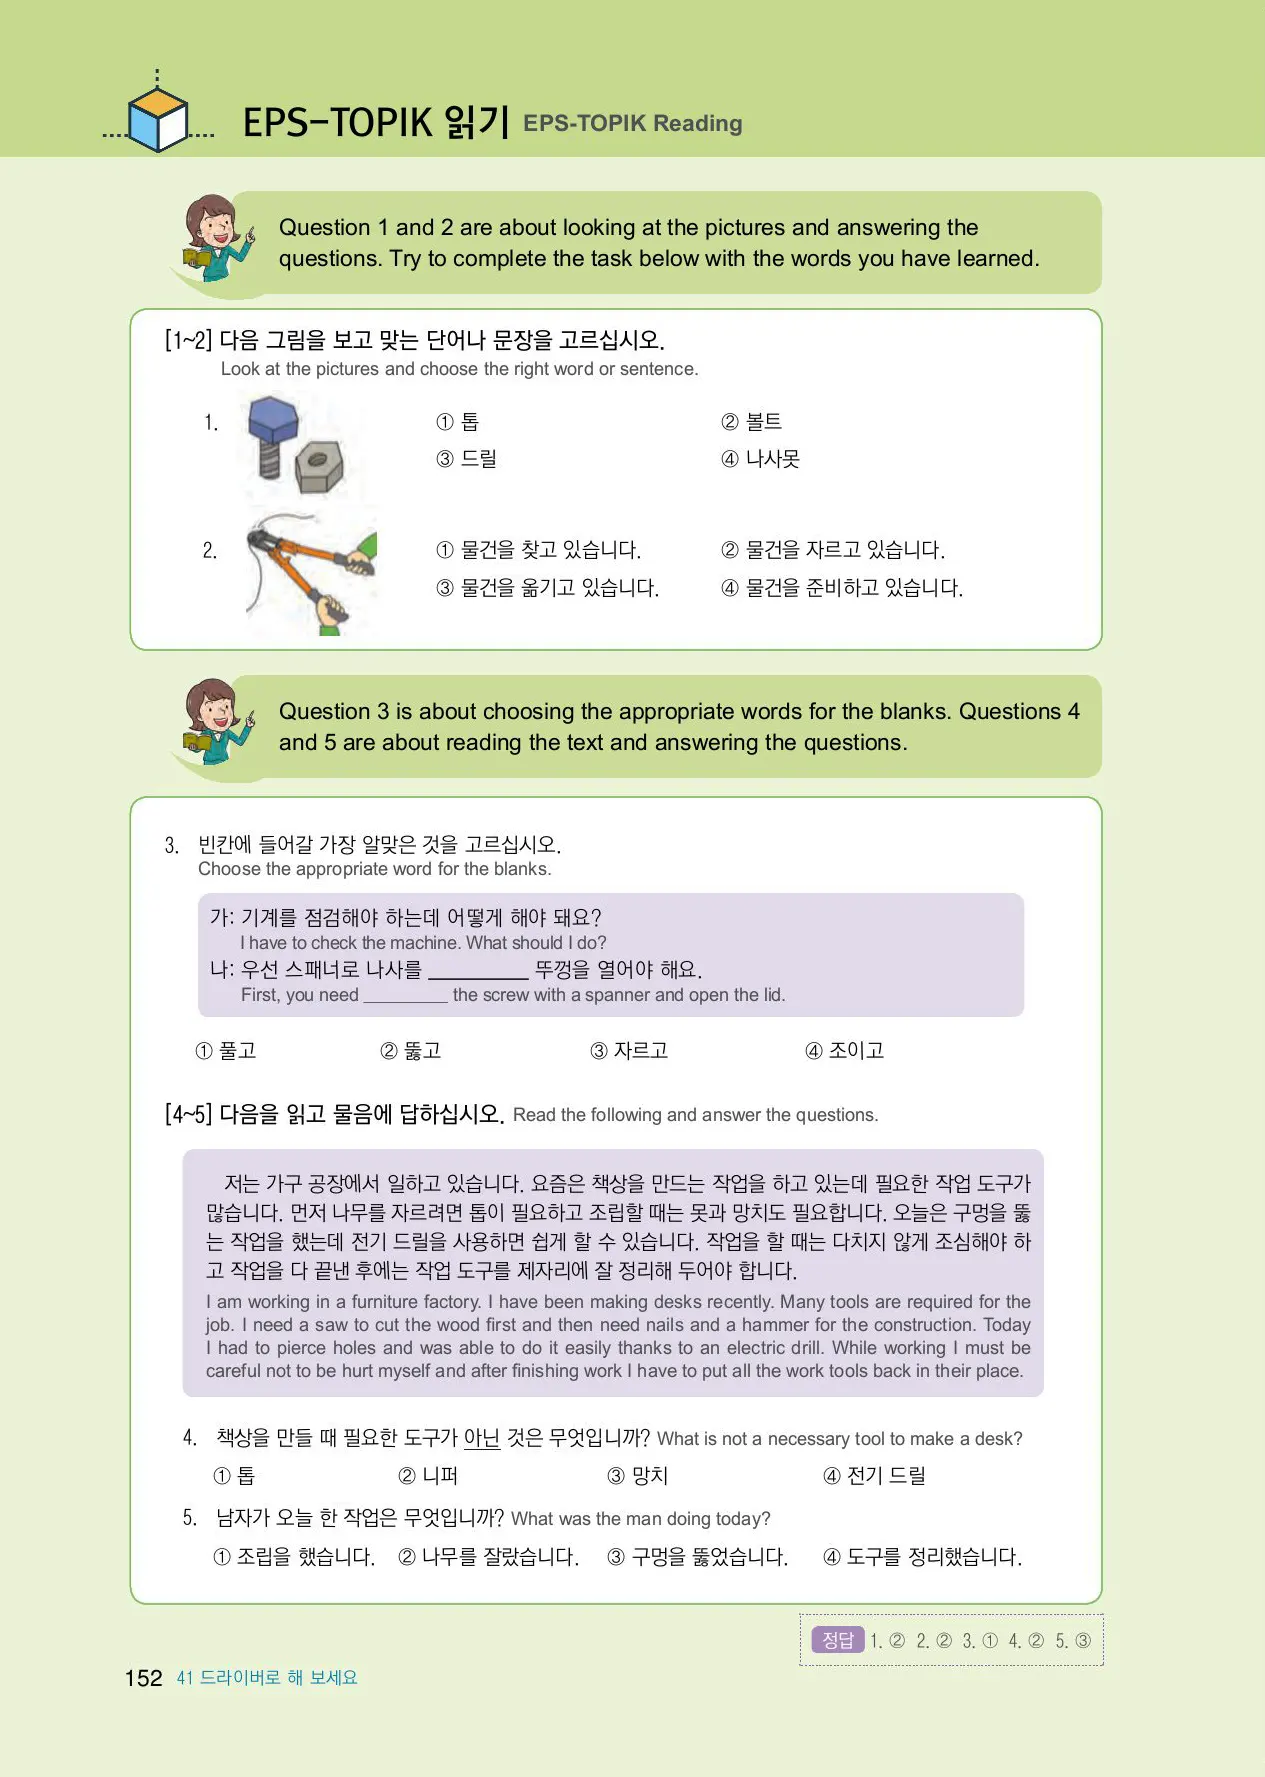 EPS-TOPIK 읽기 EPS-TOPIK Reading
Question 1 and 2 are about looking at the pictures and answering the
questions. Try to complete the task below with the words you have learned.
[1~2] 다음 그림을 보고 맞는 단어나 문장을 고르십시오.
Look at the pictures and choose the right word or sentence.
1. ① 톱 ② 볼트
③ 드릴 ④ 나사못
2. ① 물건을 찾고 있습니다. ② 물건을 자르고 있습니다.
③ 물건을 옮기고 있습니다. ④ 물건을 준비하고 있습니다.
Question 3 is about choosing the appropriate words for the blanks. Questions 4
and 5 are about reading the text and answering the questions.
3. 빈칸에 들어갈 가장 알맞은 것을 고르십시오.
Choose the appropriate word for the blanks.
가: 기계를 점검해야 하는데 어떻게 해야 돼요?
I have to check the machine. What should I do?
나: 우선 스패너로 나사를 __________ 뚜껑을 열어야 해요.
First, you need _________ the screw with a spanner and open the lid.
① 풀고 ② 뚫고 ③ 자르고 ④ 조이고
[4~5] 다음을 읽고 물음에 답하십시오. Read the following and answer the questions.
저는 가구 공장에서 일하고 있습니다. 요즘은 책상을 만드는 작업을 하고 있는데 필요한 작업 도구가
많습니다. 먼저 나무를 자르려면 톱이 필요하고 조립할 때는 못과 망치도 필요합니다. 오늘은 구멍을 뚫
는 작업을 했는데 전기 드릴을 사용하면 쉽게 할 수 있습니다. 작업을 할 때는 다치지 않게 조심해야 하
고 작업을 다 끝낸 후에는 작업 도구를 제자리에 잘 정리해 두어야 합니다.
I am working in a furniture factory. I have been making desks recently. Many tools are required for the
job. I need a saw to cut the wood first and then need nails and a hammer for the construction. Today
I had to pierce holes and was able to do it easily thanks to an electric drill. While working I must be
careful not to be hurt myself and after finishing work I have to put all the work tools back in their place.
4. 책상을 만들 때 필요한 도구가 아닌 것은 무엇입니까? What is not a necessary tool to make a desk?
① 톱 ② 니퍼 ③ 망치 ④ 전기 드릴
5. 남자가 오늘 한 작업은 무엇입니까? What was the man doing today?
① 조립을 했습니다. ② 나무를 잘랐습니다. ③ 구멍을 뚫었습니다. ④ 도구를 정리했습니다.
정답 1. ② 2. ② 3. ① 4. ② 5. ③
152 41 드라이버로 해 보세요